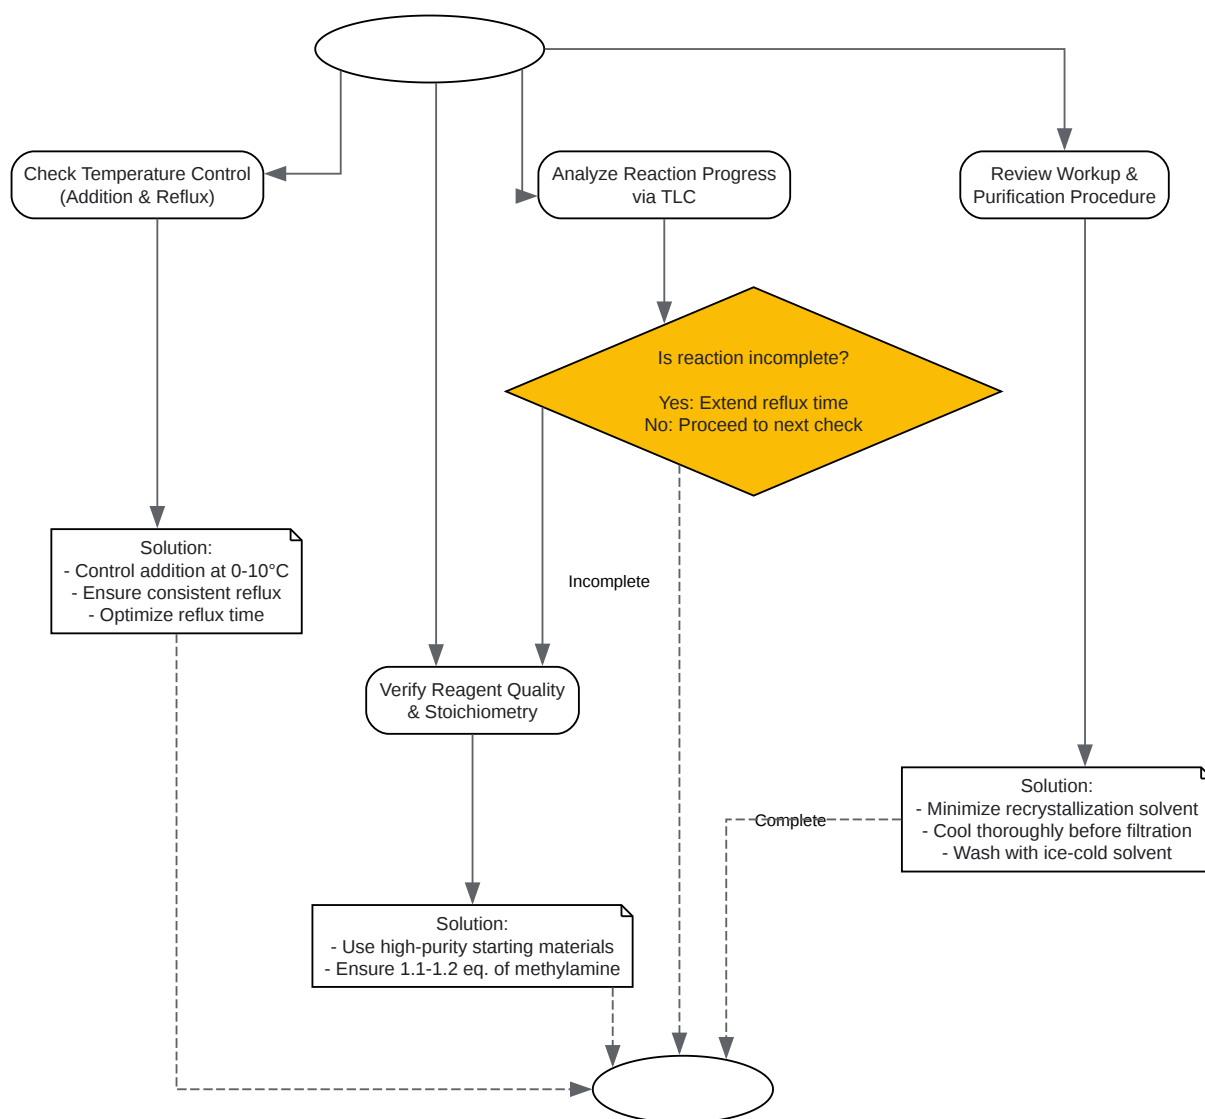 Check Temperature Control
(Addition & Reflux)
Analyze Reaction Progress
via TLC
Review Workup &
Purification Procedure
Is reaction incomplete?
Yes: Extend reflux time
No: Proceed to next check
Solution:
- Control addition at 0-10°C
- Ensure consistent reflux
- Optimize reflux time
Incomplete
Verify Reagent Quality
& Stoichiometry
Solution:
- Minimize recrystallization solvent
- Cool thoroughly before filtration
- Wash with ice-cold solvent
Complete
Solution:
- Use high-purity starting materials
- Ensure 1.1-1.2 eq. of methylamine